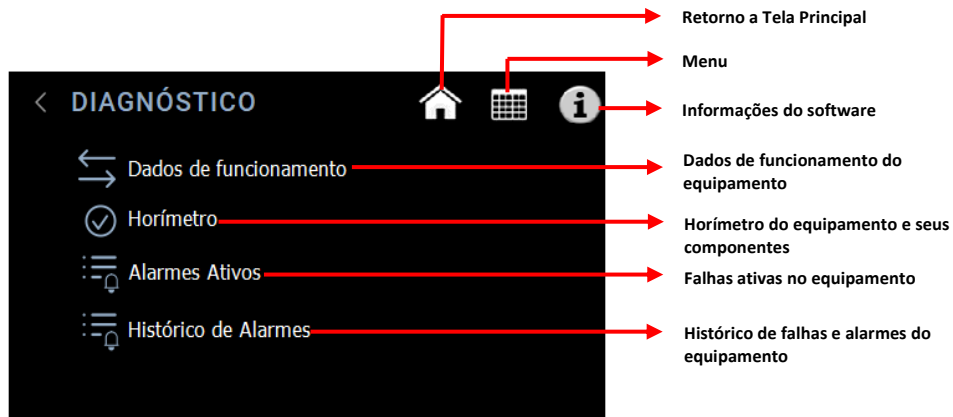 Retorno a Tela Principal
Menu
DIAGNÓSTICO
Informações do software
Dados de funcionamento
Dados de funcionamento do
equipamento
Horímetro
Horímetro do equipamento e seus
componentes
Alarmes Ativos
Falhas ativas no equipamento
Histórico de Alarmes
Histórico de falhas e alarmes do
equipamento